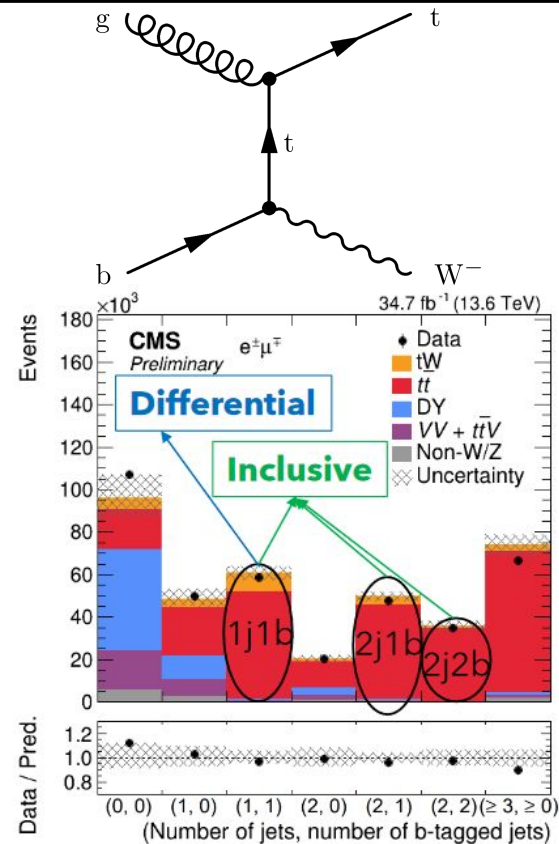 g t
t
b W⁻
×10³ 34.7 fb⁻¹ (13.6 TeV)
Events
180
160
140
120
100
80
60
40
20
0
CMS
Preliminary
e±μ∓
Data
tW
tt̄
DY
VV + tt̄V
Non-W/Z
Uncertainty
Differential
Inclusive
1j1b
2j1b
2j2b
Data / Pred.
1.2
1.0
0.8
(0, 0) (1, 0) (1, 1) (2, 0) (2, 1) (2, 2) (≥ 3, ≥ 0)
(Number of jets, number of b-tagged jets)